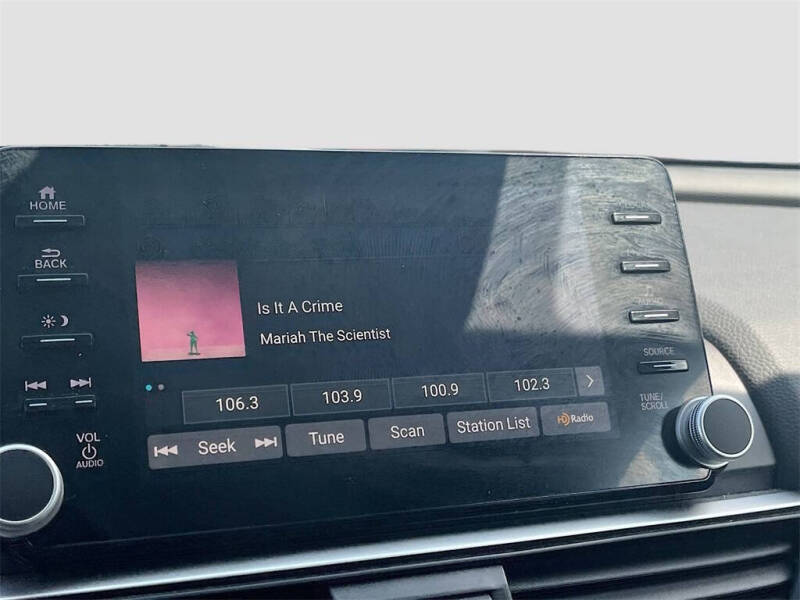 HOME
BACK
VOL
AUDIO
Is It A Crime
Mariah The Scientist
106.3
103.9
100.9
102.3
Seek
Tune
Scan
Station List
HD Radio
AUDIO
SOURCE
TUNE/
SCROLL